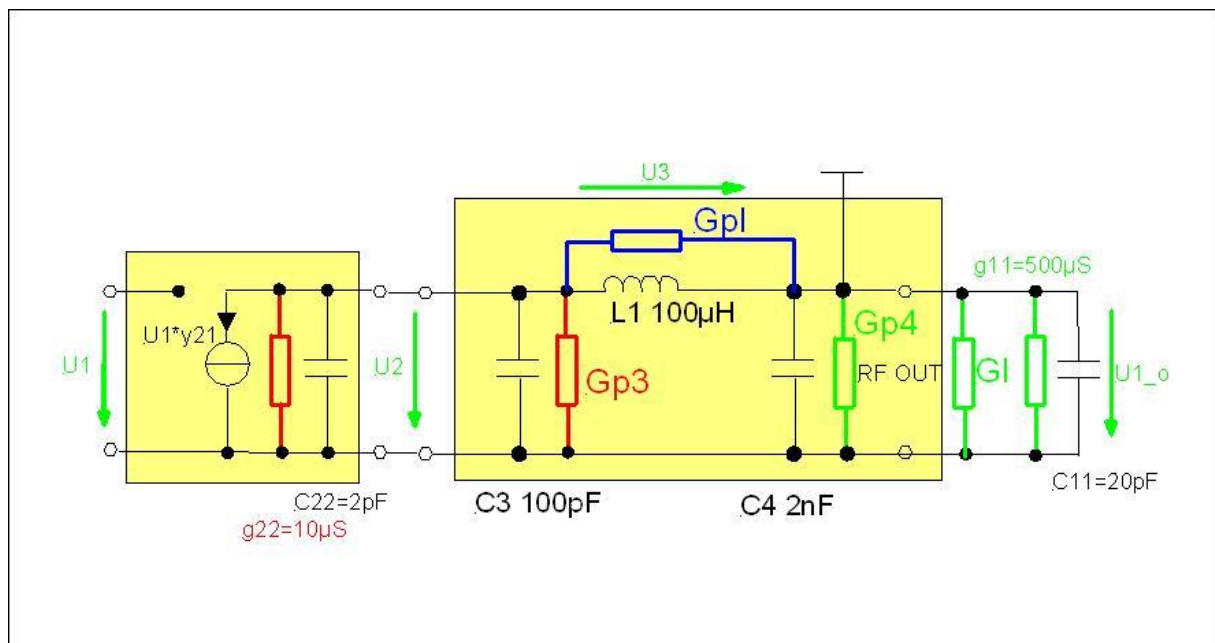 U3
Gpl
g11=500µS
L1 100µH
Gp4
U1*y21
U1
U2
Gp3
RF OUT
Gl
U1_o
C22=2pF
C3 100pF
C4 2nF
C11=20pF
g22=10µS